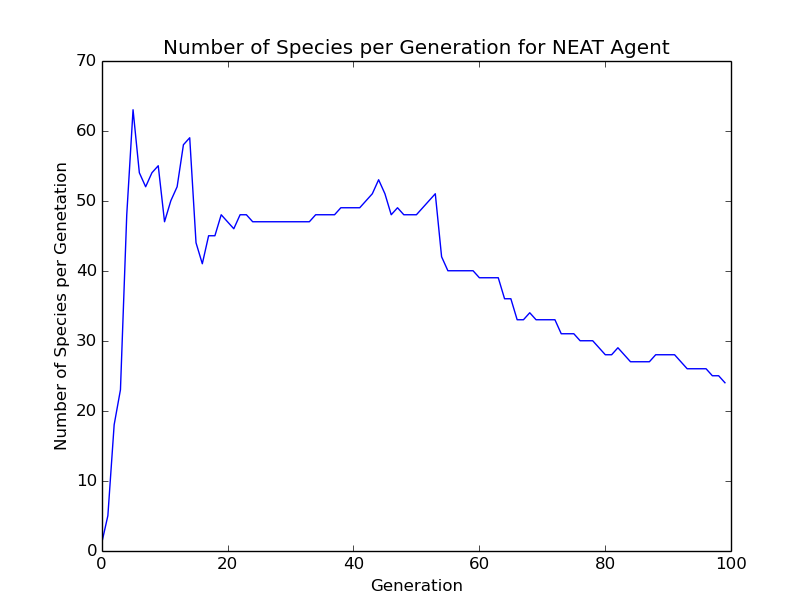 Number of Species per Generation for NEAT Agent
70
60
50
40
30
20
10
0
Number of Species per Genetation
0 20 40 60 80 100
Generation